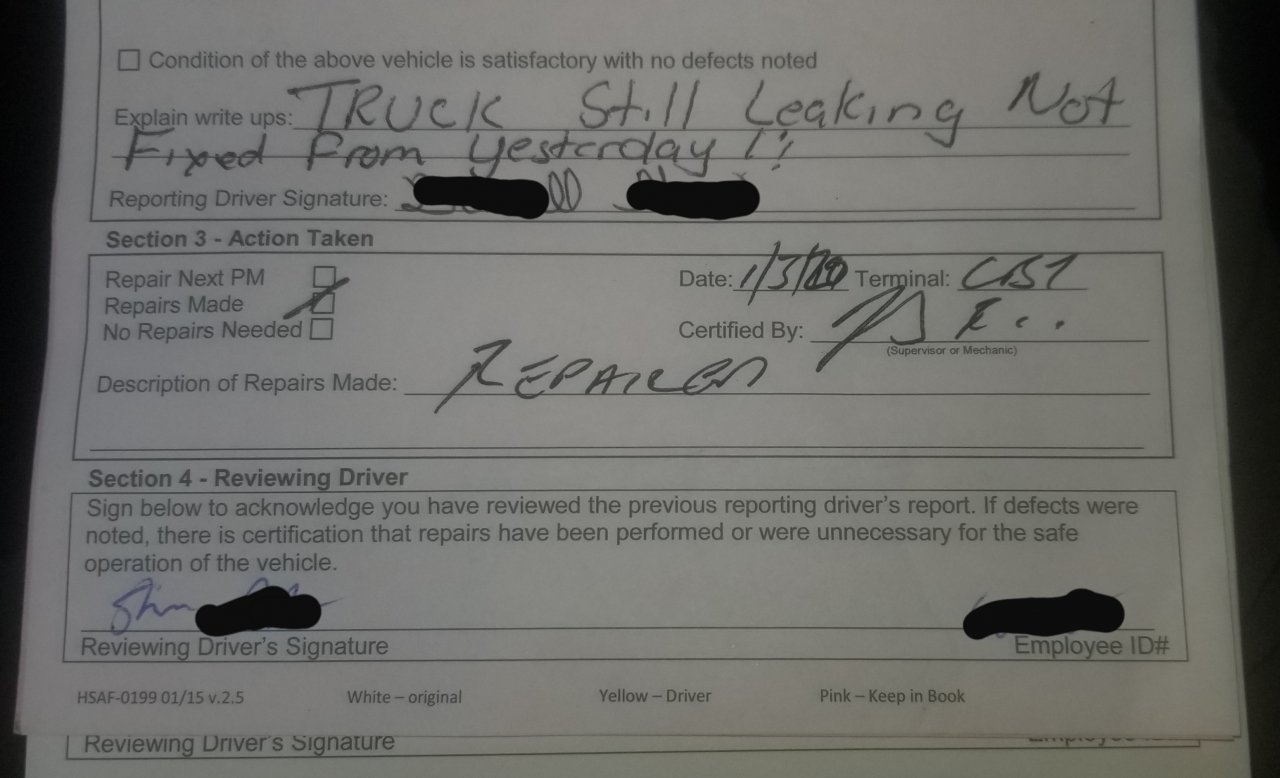 Condition of the above vehicle is satisfactory with no defects noted
Explain write ups: TRUCK Still Leaking Not
Fixed From yesterday !!
Reporting Driver Signature:
Section 3 - Action Taken
Repair Next PM
Repairs Made
No Repairs Needed
Date: 1/3/20 Terminal:
Certified By:
(Supervisor or Mechanic)
Description of Repairs Made: REPAIRED
Section 4 - Reviewing Driver
Sign below to acknowledge you have reviewed the previous reporting driver's report. If defects were
noted, there is certification that repairs have been performed or were unnecessary for the safe
operation of the vehicle.
Reviewing Driver's Signature
Employee ID#
HSAF-0199 01/15 v.2.5 White – original Yellow – Driver Pink – Keep in Book
Reviewing Driver's Signature